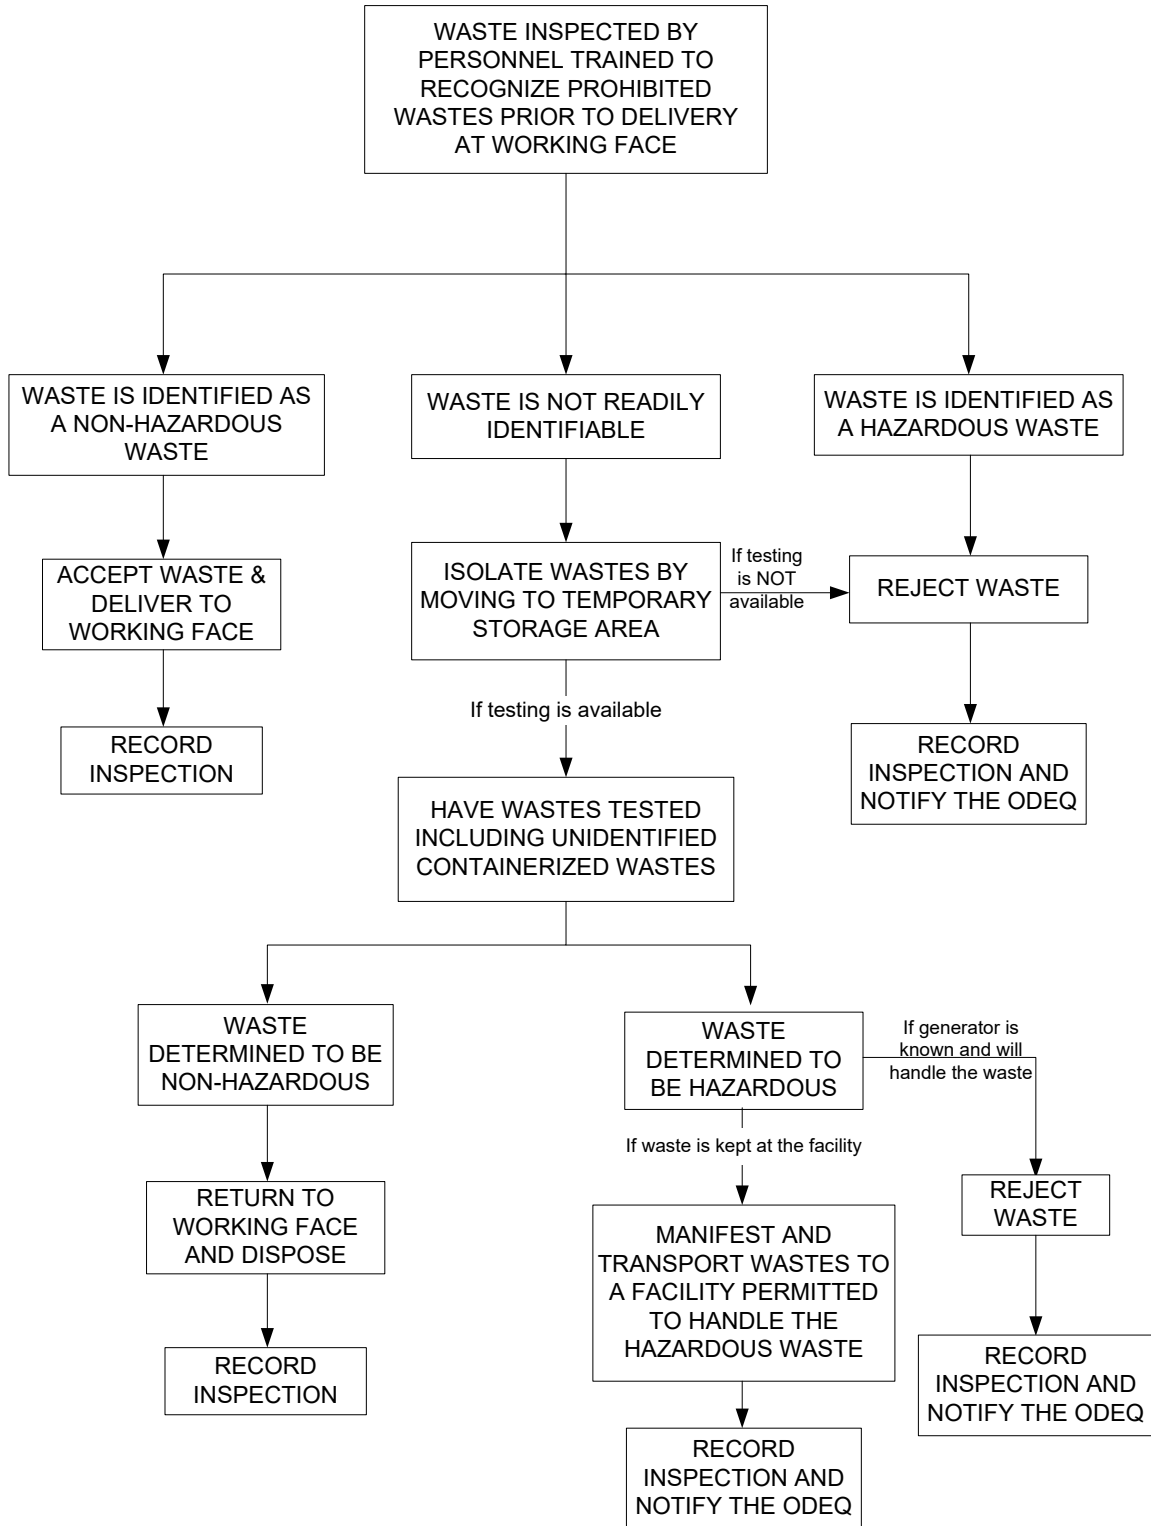 WASTE INSPECTED BY
PERSONNEL TRAINED TO
RECOGNIZE PROHIBITED
WASTES PRIOR TO DELIVERY
AT WORKING FACE
WASTE IS IDENTIFIED AS
A NON-HAZARDOUS
WASTE
WASTE IS NOT READILY
IDENTIFIABLE
WASTE IS IDENTIFIED AS
A HAZARDOUS WASTE
ACCEPT WASTE &
DELIVER TO
WORKING FACE
ISOLATE WASTES BY
MOVING TO TEMPORARY
STORAGE AREA
If testing
is NOT
available
REJECT WASTE
If testing is available
RECORD
INSPECTION
RECORD
INSPECTION AND
NOTIFY THE ODEQ
HAVE WASTES TESTED
INCLUDING UNIDENTIFIED
CONTAINERIZED WASTES
WASTE
DETERMINED TO BE
NON-HAZARDOUS
WASTE
DETERMINED TO
BE HAZARDOUS
If generator is
known and will
handle the waste
If waste is kept at the facility
RETURN TO
WORKING FACE
AND DISPOSE
MANIFEST AND
TRANSPORT WASTES TO
A FACILITY PERMITTED
TO HANDLE THE
HAZARDOUS WASTE
REJECT
WASTE
RECORD
INSPECTION
RECORD
INSPECTION AND
NOTIFY THE ODEQ
RECORD
INSPECTION AND
NOTIFY THE ODEQ